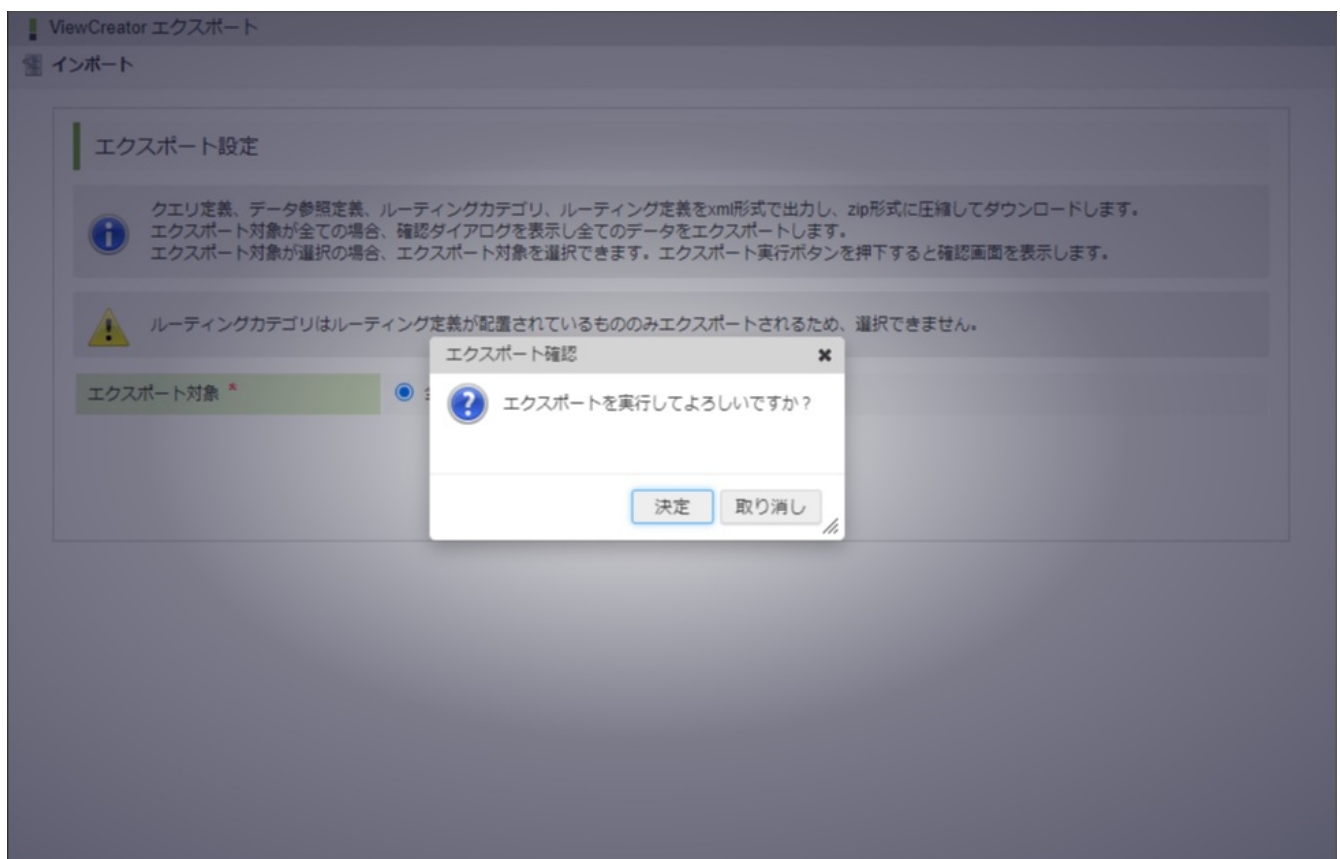 ViewCreator エクスポート
インポート
エクスポート設定
クエリ定義、データ参照定義、ルーティングカテゴリ、ルーティング定義をxml形式で出力し、zip形式に圧縮してダウンロードします。
エクスポート対象が全ての場合、確認ダイアログを表示し全てのデータをエクスポートします。
エクスポート対象が選択の場合、エクスポート対象を選択できます。エクスポート実行ボタンを押下すると確認画面を表示します。
ルーティングカテゴリはルーティング定義が配置されているもののみエクスポートされるため、選択できません。
エクスポート確認
エクスポート対象 *
エクスポートを実行してよろしいですか?
決定 取り消し